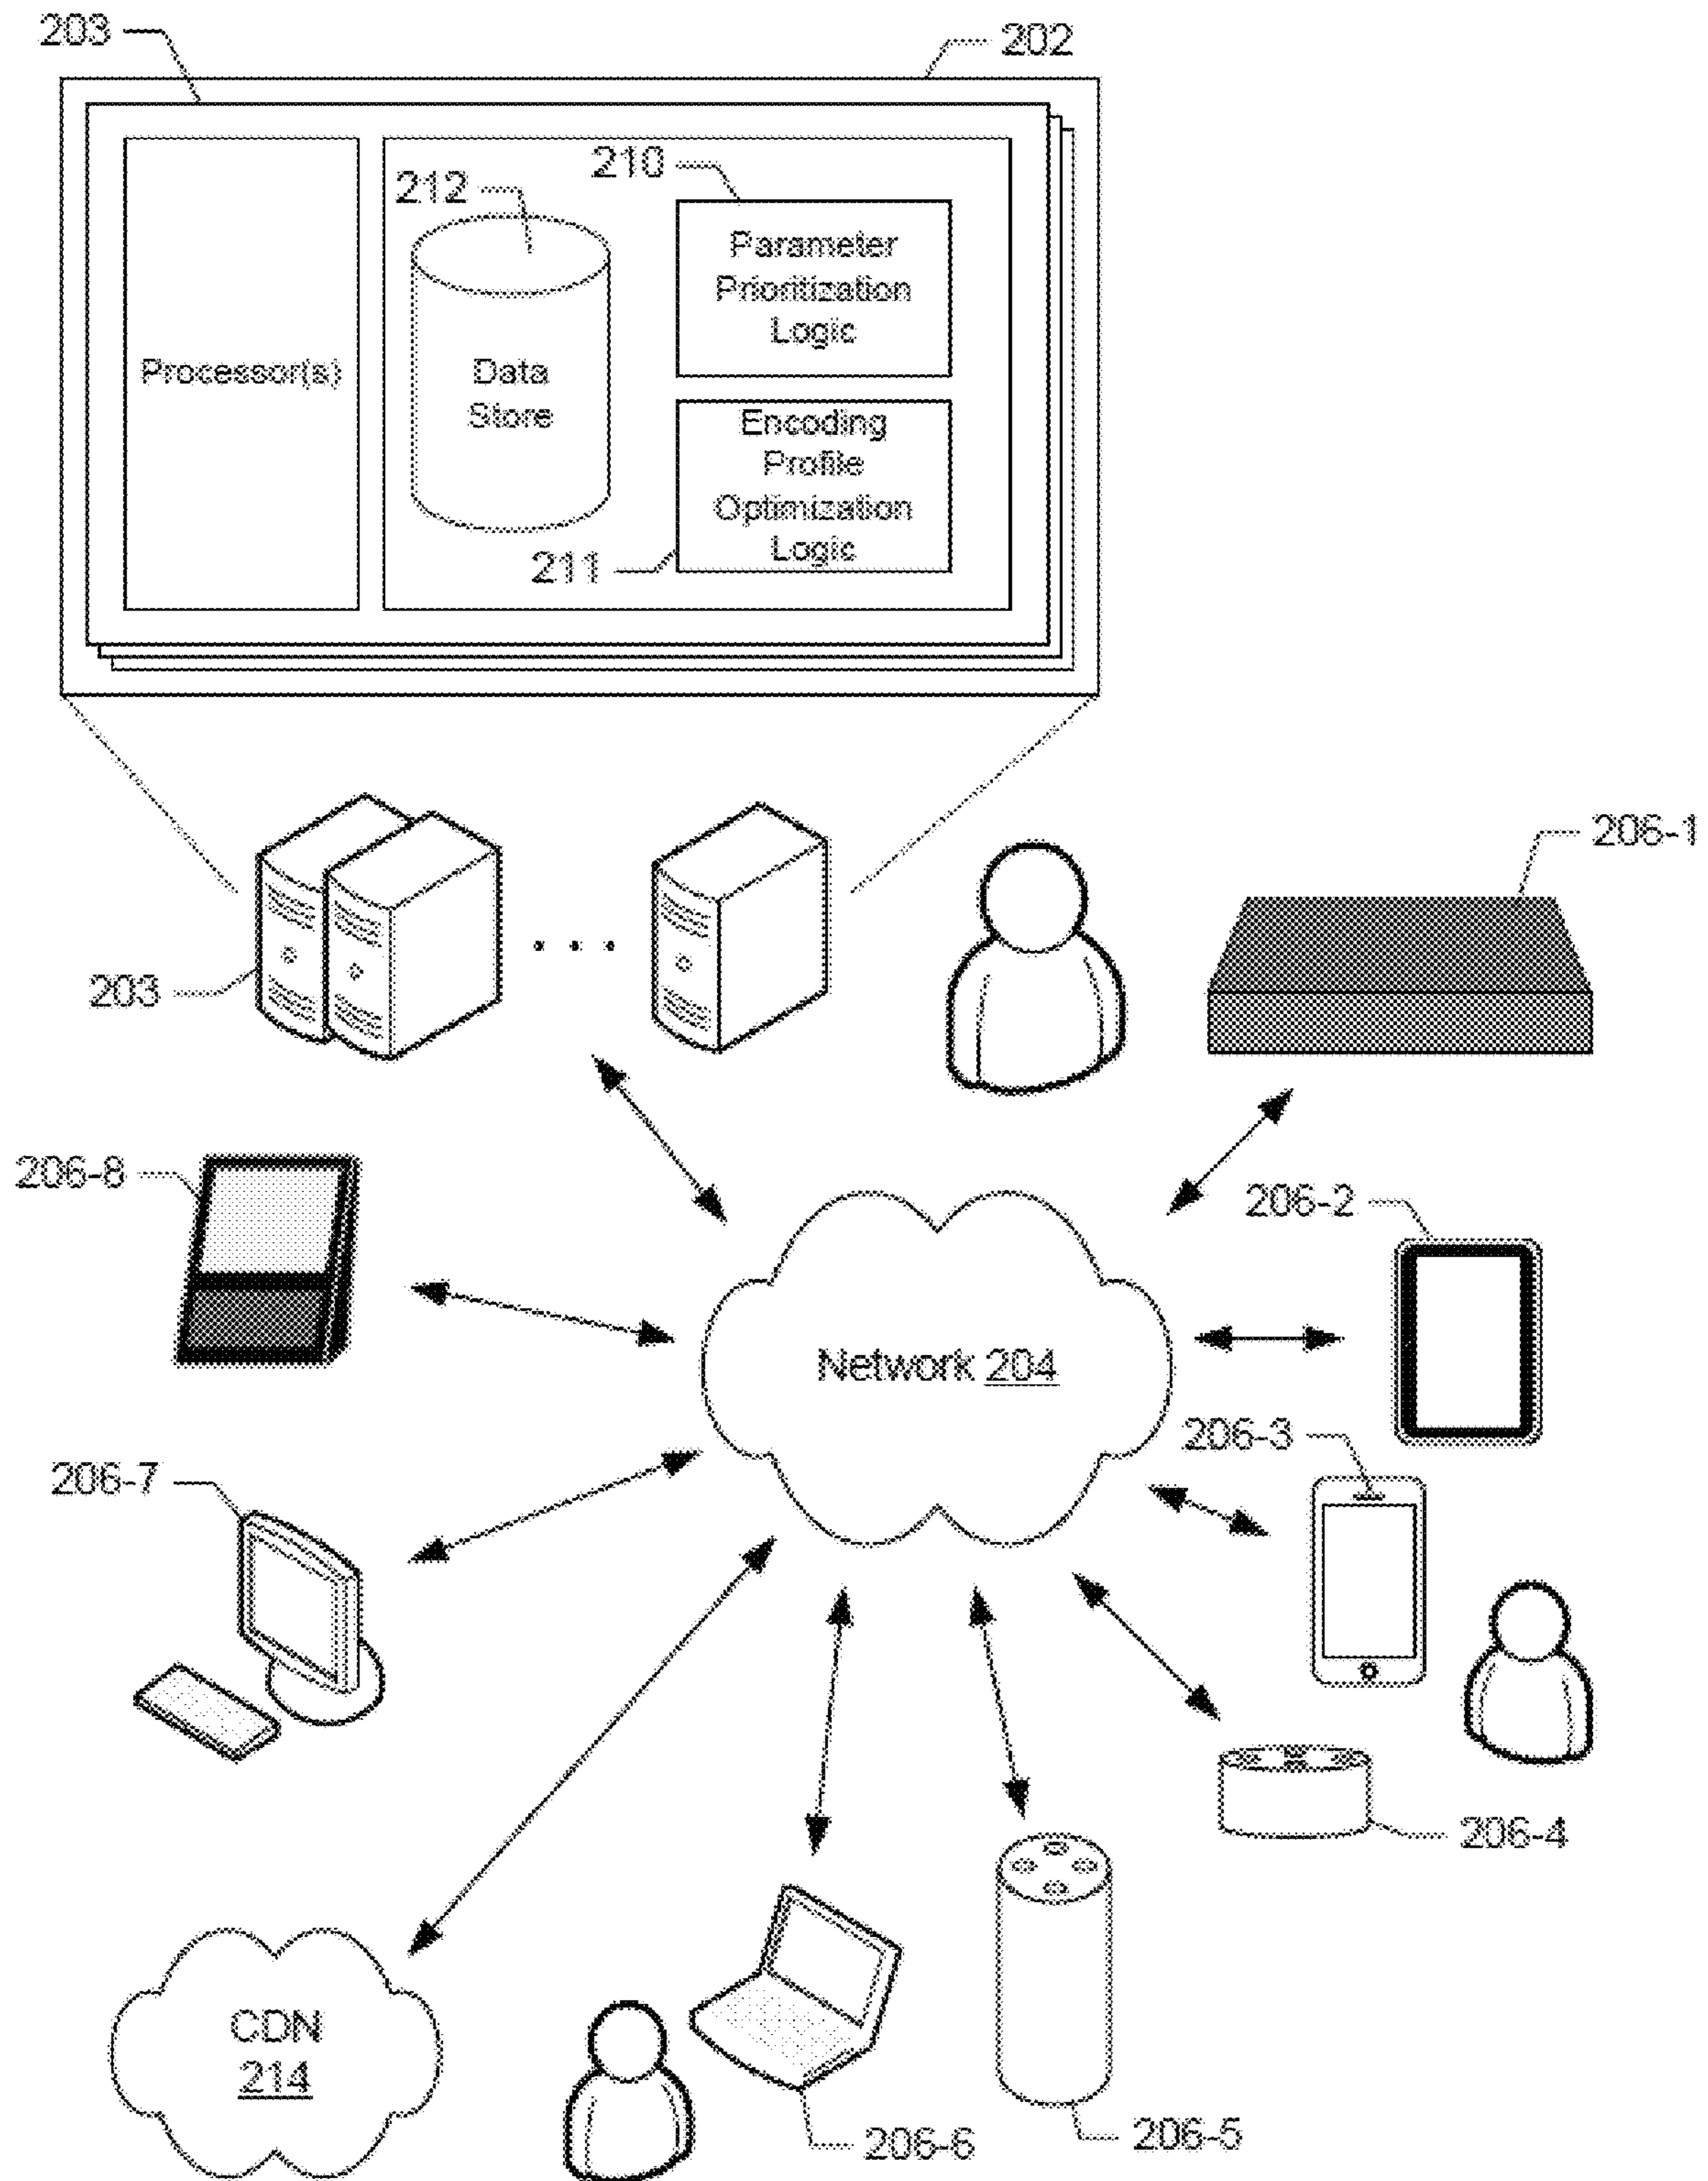 203
202
212
210
Parameter
Prioritization
Logic
Processor(s)
Data
Store
Encoding
Profile
Optimization
Logic
211
206-1
203
206-8
206-2
Network 204
206-3
206-7
206-4
CDN
214
206-6
206-5